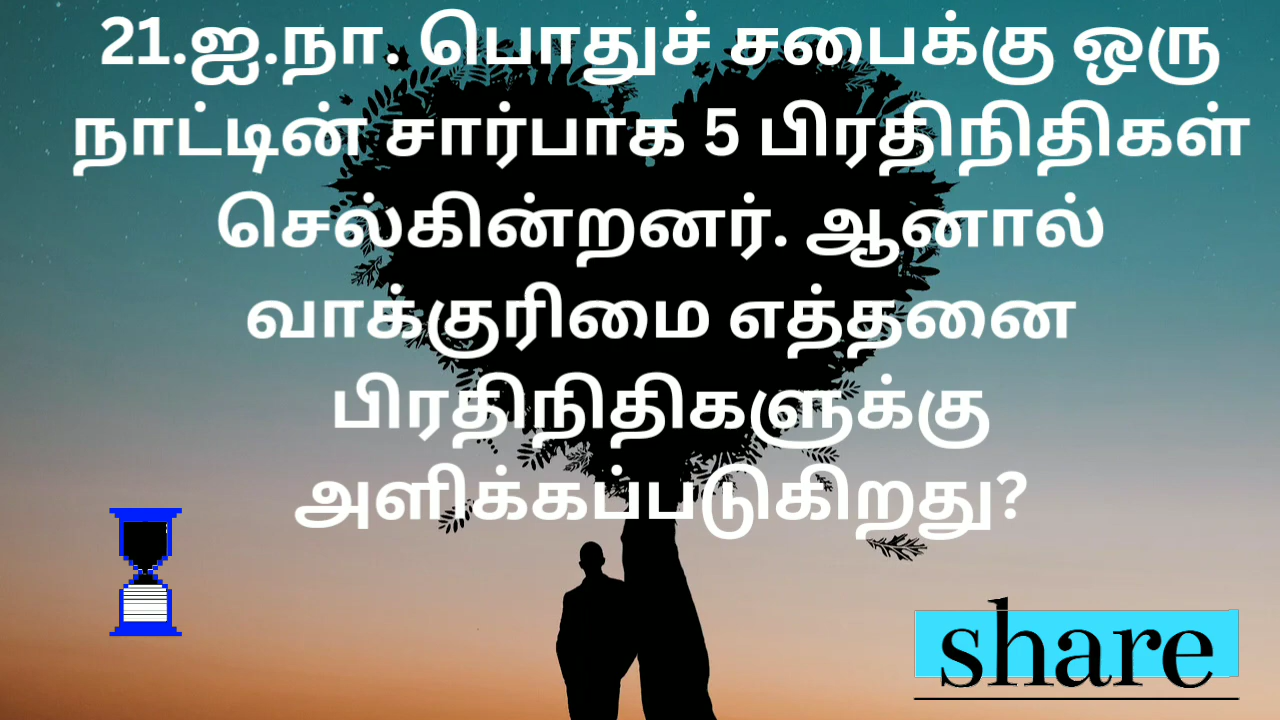 21.ஐ.நா. பொதுச் சபைக்கு ஒரு
நாட்டின் சார்பாக 5 பிரதிநிதிகள்
செல்கின்றனர். ஆனால்
வாக்குரிமை எத்தனை
பிரதிநிதிகளுக்கு
அளிக்கப்படுகிறது?
share